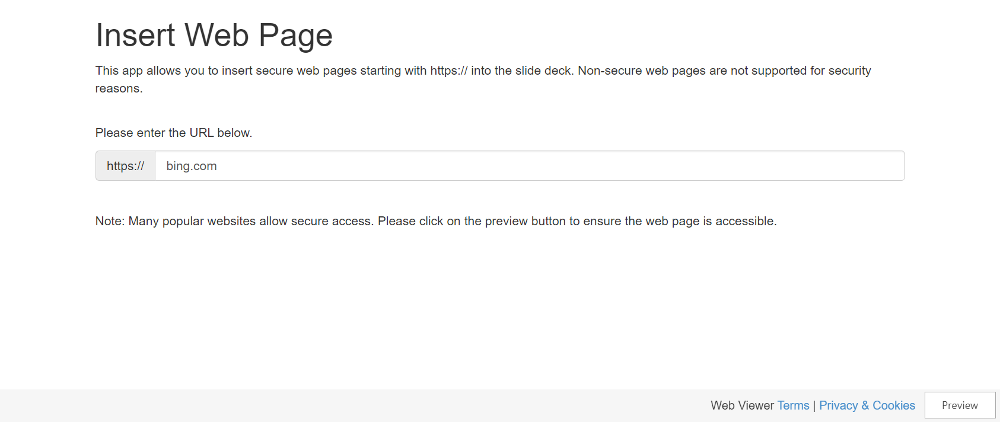 Insert Web Page
This app allows you to insert secure web pages starting with https:// into the slide deck. Non-secure web pages are not supported for security
reasons.
Please enter the URL below.
https:// bing.com
Note: Many popular websites allow secure access. Please click on the preview button to ensure the web page is accessible.
Web Viewer Terms | Privacy & Cookies Preview